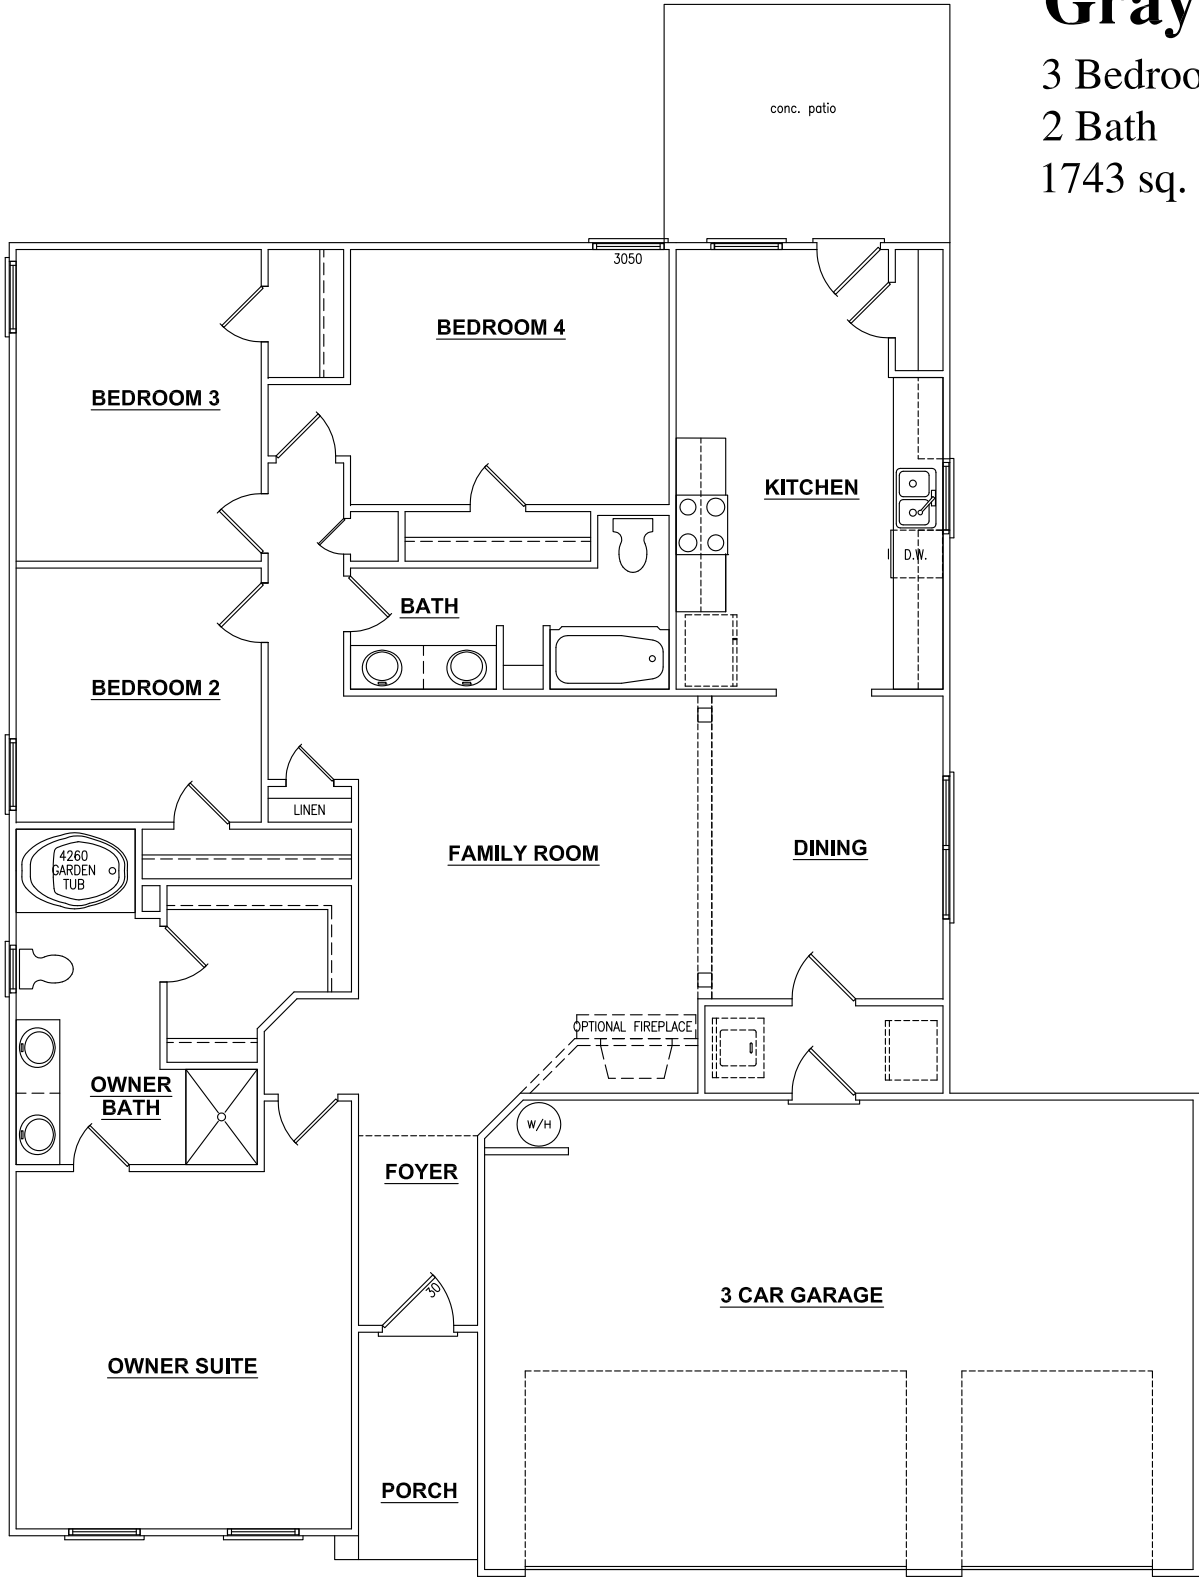 Gray
3 Bedroo
2 Bath
1743 sq.
conc. patio
3050
BEDROOM 4
BEDROOM 3
KITCHEN
D.W.
BATH
BEDROOM 2
LINEN
4260
GARDEN
TUB
FAMILY ROOM
DINING
OPTIONAL FIREPLACE
OWNER
BATH
W/H
FOYER
30
3 CAR GARAGE
OWNER SUITE
PORCH